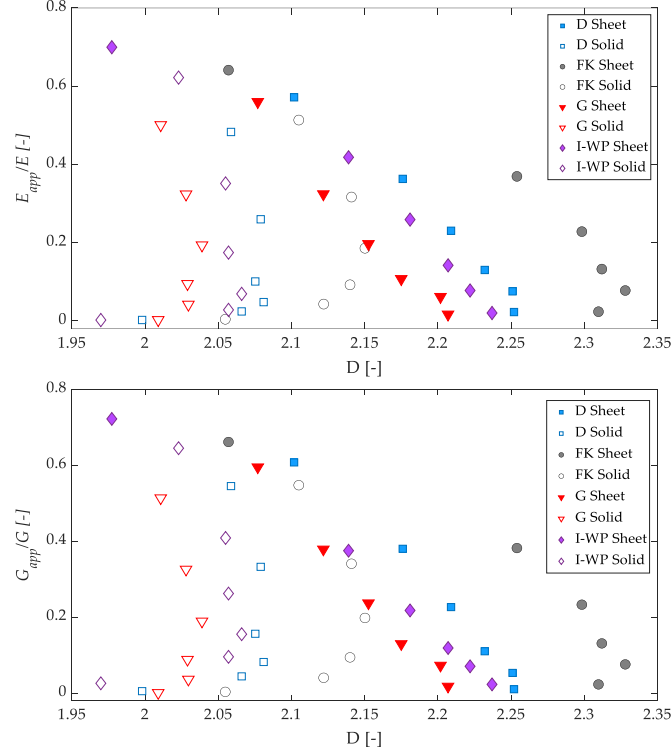 0.8
0.6
0.4
0.2
0
E_app/E [-]
D Sheet
D Solid
FK Sheet
FK Solid
G Sheet
G Solid
I-WP Sheet
I-WP Solid
1.95 2 2.05 2.1 2.15 2.2 2.25 2.3 2.35
D [-]
0.8
0.6
0.4
0.2
0
G_app/G [-]
D Sheet
D Solid
FK Sheet
FK Solid
G Sheet
G Solid
I-WP Sheet
I-WP Solid
1.95 2 2.05 2.1 2.15 2.2 2.25 2.3 2.35
D [-]